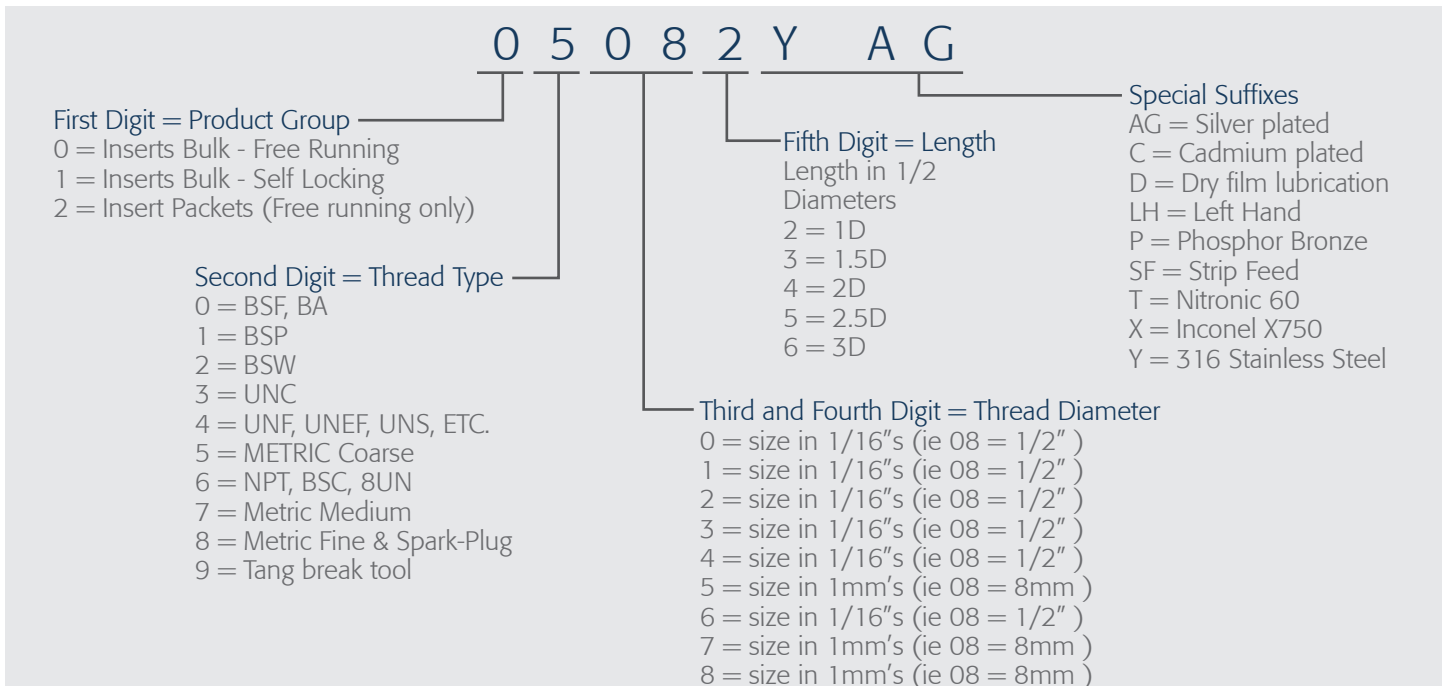 0 5 0 8 2 Y A G
First Digit = Product Group
0 = Inserts Bulk - Free Running
1 = Inserts Bulk - Self Locking
2 = Insert Packets (Free running only)
Second Digit = Thread Type
0 = BSF, BA
1 = BSP
2 = BSW
3 = UNC
4 = UNF, UNEF, UNS, ETC.
5 = METRIC Coarse
6 = NPT, BSC, 8UN
7 = Metric Medium
8 = Metric Fine & Spark-Plug
9 = Tang break tool
Fifth Digit = Length
Length in 1/2
Diameters
2 = 1D
3 = 1.5D
4 = 2D
5 = 2.5D
6 = 3D
Special Suffixes
AG = Silver plated
C = Cadmium plated
D = Dry film lubrication
LH = Left Hand
P = Phosphor Bronze
SF = Strip Feed
T = Nitronic 60
X = Inconel X750
Y = 316 Stainless Steel
Third and Fourth Digit = Thread Diameter
0 = size in 1/16"s (ie 08 = 1/2" )
1 = size in 1/16"s (ie 08 = 1/2" )
2 = size in 1/16"s (ie 08 = 1/2" )
3 = size in 1/16"s (ie 08 = 1/2" )
4 = size in 1/16"s (ie 08 = 1/2" )
5 = size in 1mm's (ie 08 = 8mm )
6 = size in 1/16"s (ie 08 = 1/2" )
7 = size in 1mm's (ie 08 = 8mm )
8 = size in 1mm's (ie 08 = 8mm )